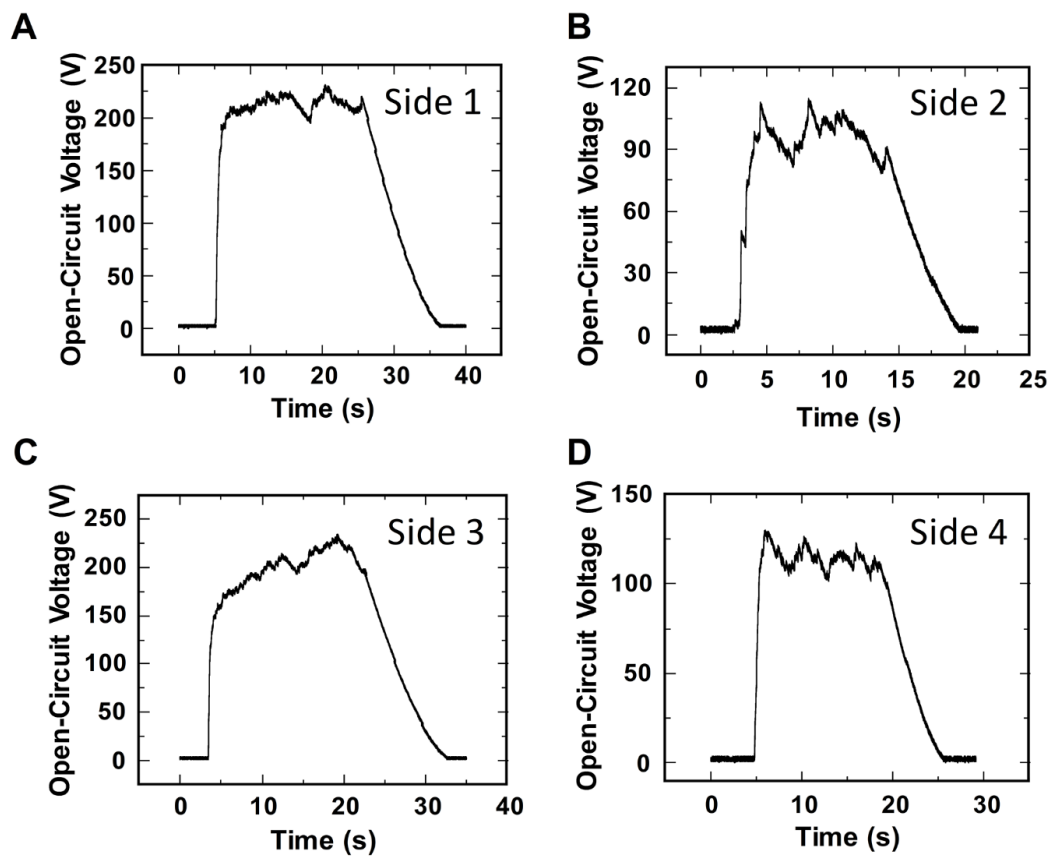 A
Open-Circuit Voltage (V)
250
200
150
100
50
0
Side 1
0 10 20 30 40
Time (s)
B
Open-Circuit Voltage (V)
120
90
60
30
0
Side 2
0 5 10 15 20 25
Time (s)
C
Open-Circuit Voltage (V)
250
200
150
100
50
0
Side 3
0 10 20 30 40
Time (s)
D
Open-Circuit Voltage (V)
150
100
50
0
Side 4
0 10 20 30
Time (s)